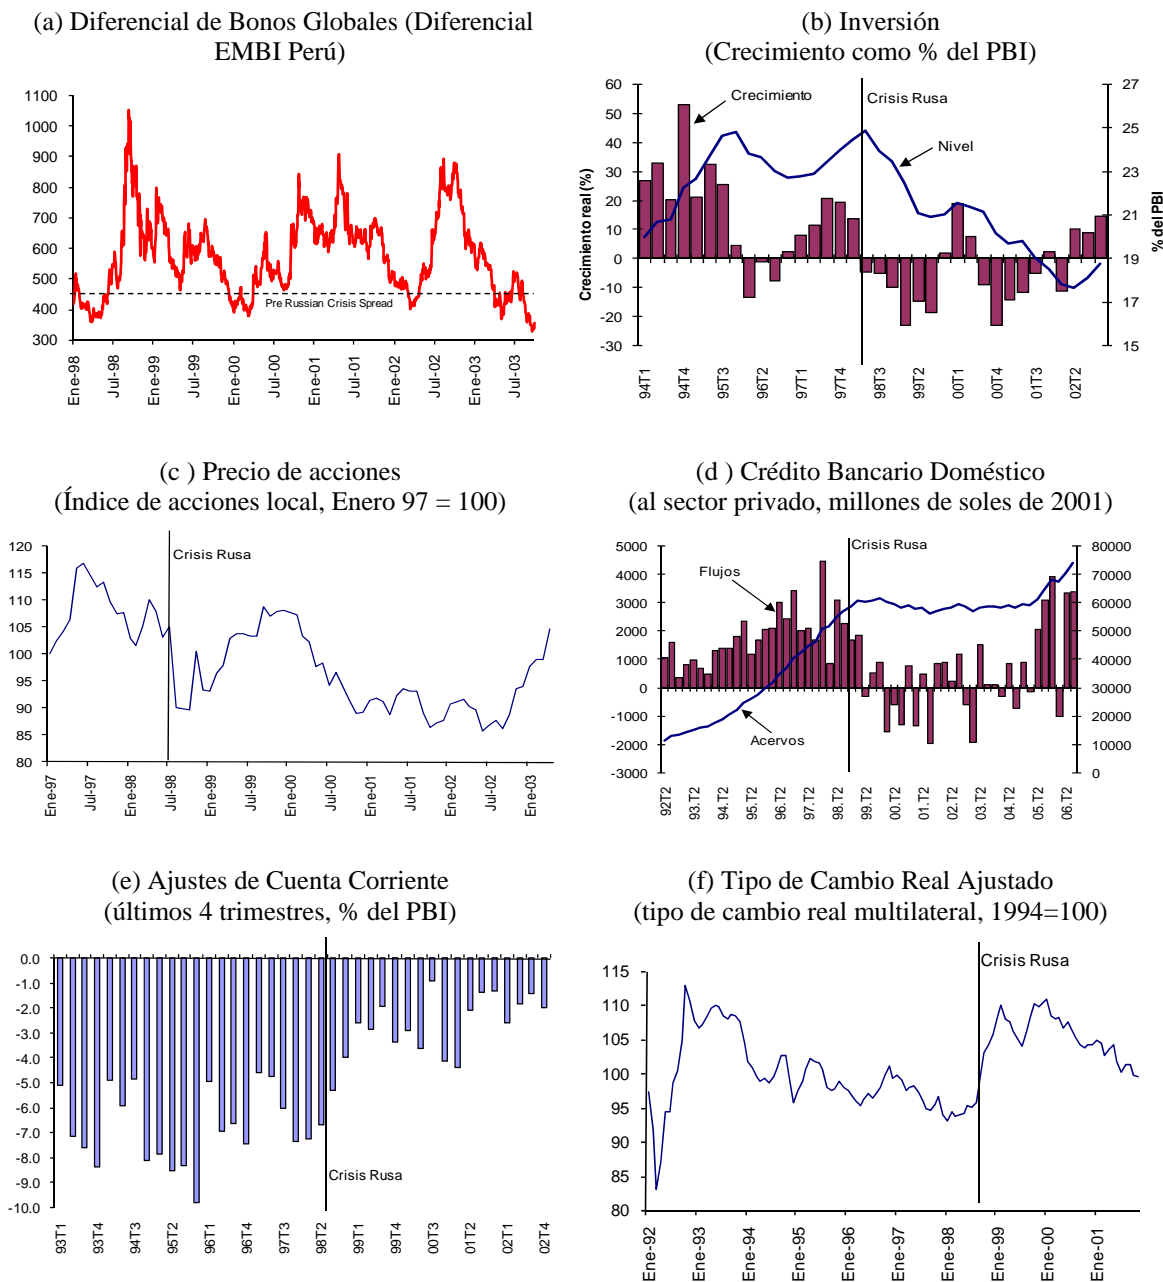 (a) Diferencial de Bonos Globales (Diferencial
EMBI Perú)
1100
1000
900
800
700
600
500
400
300
Pre Russian Crisis Spread
Ene-98
Jul-98
Ene-99
Jul-99
Ene-00
Jul-00
Ene-01
Jul-01
Ene-02
Jul-02
Ene-03
Jul-03
(b) Inversión
(Crecimiento como % del PBI)
Crecimiento real (%)
60
50
40
30
20
10
0
-10
-20
-30
Crecimiento
Crisis Rusa
Nivel
27
25
23
21
19
17
15
% del PBI
94T1
94T4
95T3
96T2
97T1
97T4
98T3
99T2
00T1
00T4
01T3
02T2
(c ) Precio de acciones
(Índice de acciones local, Enero 97 = 100)
120
115
110
105
100
95
90
85
80
Crisis Rusa
Ene-97
Jul-97
Ene-98
Jul-98
Ene-99
Jul-99
Ene-00
Jul-00
Ene-01
Jul-01
Ene-02
Jul-02
Ene-03
(d ) Crédito Bancario Doméstico
(al sector privado, millones de soles de 2001)
5000
4000
3000
2000
1000
0
-1000
-2000
-3000
Flujos
Crisis Rusa
Acervos
80000
70000
60000
50000
40000
30000
20000
10000
0
92T2
93.T2
94.T2
95.T2
96.T2
97.T2
98.T2
99.T2
00.T2
01.T2
02.T2
03.T2
04.T2
05.T2
06.T2
(e) Ajustes de Cuenta Corriente
(últimos 4 trimestres, % del PBI)
0.0
-1.0
-2.0
-3.0
-4.0
-5.0
-6.0
-7.0
-8.0
-9.0
-10.0
Crisis Rusa
93T1
93T4
94T3
95T2
96T1
96T4
97T3
98T2
99T1
99T4
00T3
01T2
02T1
02T4
(f) Tipo de Cambio Real Ajustado
(tipo de cambio real multilateral, 1994=100)
115
110
105
100
95
90
85
80
Crisis Rusa
Ene-92
Ene-93
Ene-94
Ene-95
Ene-96
Ene-97
Ene-98
Ene-99
Ene-00
Ene-01